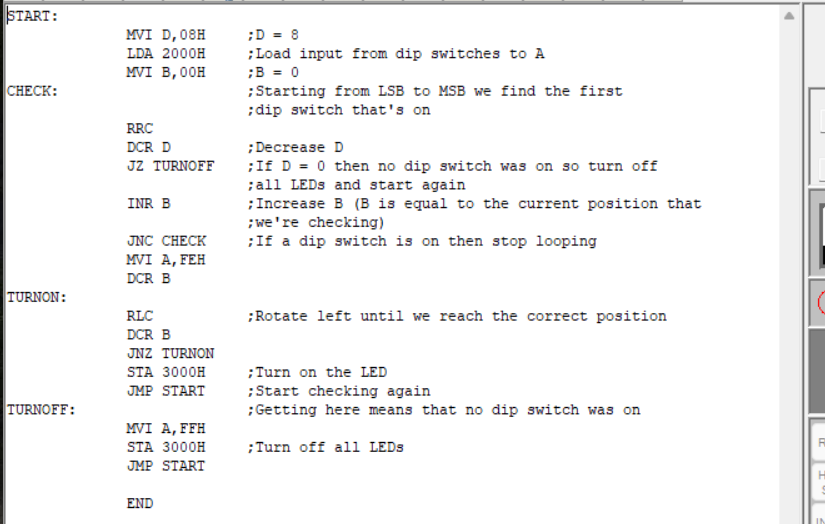 START:
MVI D,08H ;D = 8
LDA 2000H ;Load input from dip switches to A
MVI B,00H ;B = 0
CHECK: ;Starting from LSB to MSB we find the first
;dip switch that's on
RRC
DCR D ;Decrease D
JZ TURNOFF ;If D = 0 then no dip switch was on so turn off
;all LEDs and start again
INR B ;Increase B (B is equal to the current position that
;we're checking)
JNC CHECK ;If a dip switch is on then stop looping
MVI A,FEH
DCR B
TURNON:
RLC ;Rotate left until we reach the correct position
DCR B
JNZ TURNON
STA 3000H ;Turn on the LED
JMP START ;Start checking again
TURNOFF: ;Getting here means that no dip switch was on
MVI A,FFH
STA 3000H ;Turn off all LEDs
JMP START
END